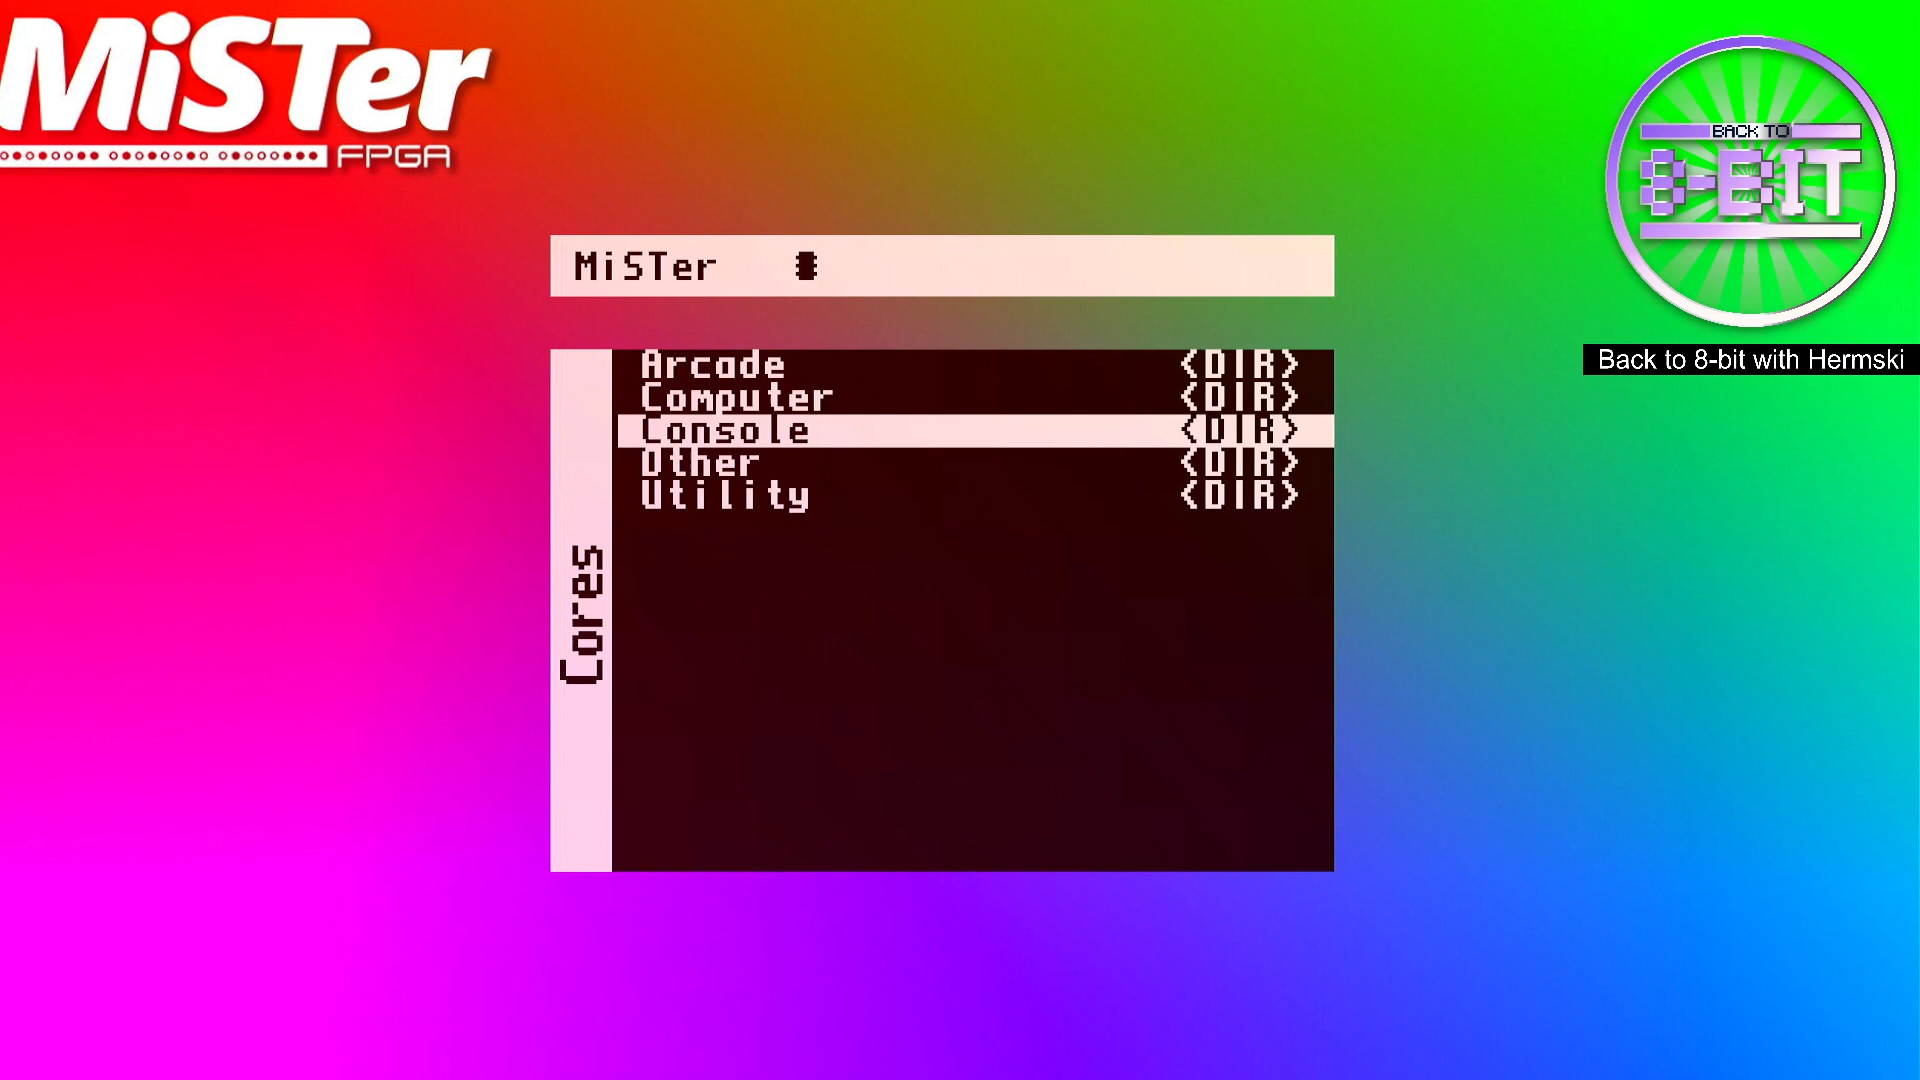 MiSTer
FPGA
BACK TO
8-BIT
Back to 8-bit with Hermski
MiSTer
Cores
Arcade <DIR>
Computer <DIR>
Console <DIR>
Other <DIR>
Utility <DIR>